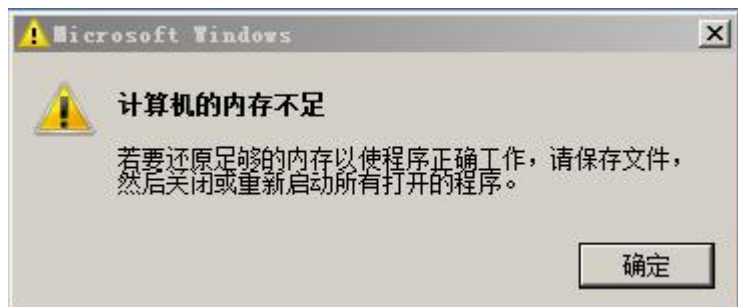 Microsoft Windows
计算机的内存不足
若要还原足够的内存以使程序正确工作，请保存文件，
然后关闭或重新启动所有打开的程序。
确定